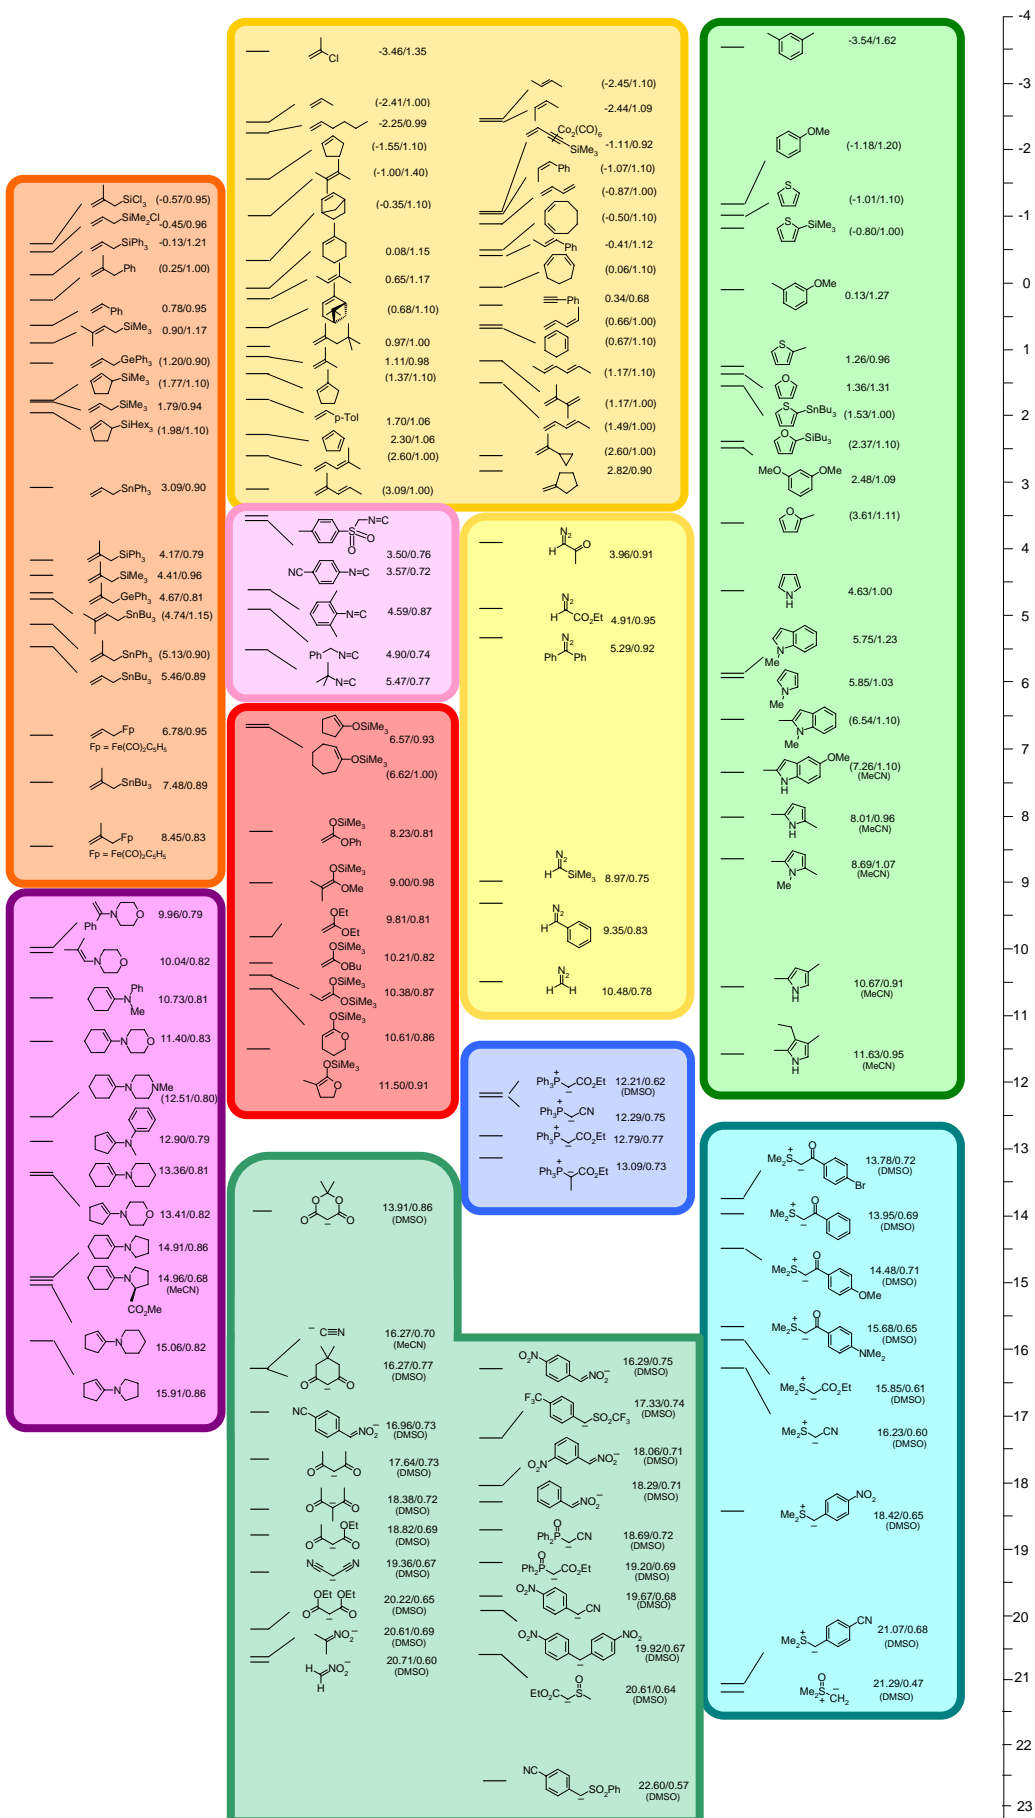 Cl
-3.46/1.35
(-2.41/1.00)
-2.25/0.99
(-1.55/1.10)
(-1.00/1.40)
(-0.35/1.10)
0.08/1.15
0.65/1.17
(0.68/1.10)
0.97/1.00
1.11/0.98
(1.37/1.10)
p-Tol
1.70/1.06
2.30/1.06
(2.60/1.00)
(3.09/1.00)
(-2.45/1.10)
-2.44/1.09
Co2(CO)6
SiMe3
-1.11/0.92
Ph
(-1.07/1.10)
(-0.87/1.00)
(-0.50/1.10)
Ph
-0.41/1.12
(0.06/1.10)
Ph
0.34/0.68
(0.66/1.00)
(0.67/1.10)
(1.17/1.10)
(1.17/1.00)
(1.49/1.00)
(2.60/1.00)
2.82/0.90
-3.54/1.62
OMe
(-1.18/1.20)
S
(-1.01/1.10)
S
SiMe3
(-0.80/1.00)
OMe
0.13/1.27
S
1.26/0.96
O
1.36/1.31
S
SnBu3
(1.53/1.00)
O
SiBu3
(2.37/1.10)
MeO
OMe
2.48/1.09
O
(3.61/1.11)
N
H
4.63/1.00
N
Me
5.75/1.23
N
Me
5.85/1.03
N
Me
(6.54/1.10)
OMe
N
H
(7.26/1.10)
(MeCN)
N
H
8.01/0.96
(MeCN)
N
Me
8.69/1.07
(MeCN)
N
H
10.67/0.91
(MeCN)
N
H
11.63/0.95
(MeCN)
SiCl3
(-0.57/0.95)
SiMe2Cl
-0.45/0.96
SiPh3
-0.13/1.21
Ph
(0.25/1.00)
Ph
0.78/0.95
SiMe3
0.90/1.17
GePh3
(1.20/0.90)
SiMe3
(1.77/1.10)
SiMe3
1.79/0.94
SiHex3
(1.98/1.10)
SnPh3
3.09/0.90
SiPh3
4.17/0.79
SiMe3
4.41/0.96
GePh3
4.67/0.81
SnBu3
(4.74/1.15)
SnPh3
(5.13/0.90)
SnBu3
5.46/0.89
Fp
6.78/0.95
Fp = Fe(CO)2C5H5
SnBu3
7.48/0.89
Fp
8.45/0.83
Fp = Fe(CO)2C5H5
N≡C
S
O
O
3.50/0.76
NC
N≡C
3.57/0.72
N≡C
4.59/0.87
Ph
N≡C
4.90/0.74
N≡C
5.47/0.77
N2
H
O
3.96/0.91
N2
H
CO2Et
4.91/0.95
N2
Ph
Ph
5.29/0.92
N2
H
SiMe3
8.97/0.75
N2
H
9.35/0.83
N2
H
H
10.48/0.78
OSiMe3
6.57/0.93
OSiMe3
(6.62/1.00)
OSiMe3
OPh
8.23/0.81
OSiMe3
OMe
9.00/0.98
OEt
OEt
9.81/0.81
OSiMe3
OBu
10.21/0.82
OSiMe3
OSiMe3
10.38/0.87
OSiMe3
O
10.61/0.86
OSiMe3
O
11.50/0.91
Ph
N
O
9.96/0.79
N
O
10.04/0.82
N
Ph
Me
10.73/0.81
N
O
11.40/0.83
N
NMe
(12.51/0.80)
N
12.90/0.79
N
13.36/0.81
N
O
13.41/0.82
N
14.91/0.86
N
CO2Me
14.96/0.68
(MeCN)
N
15.06/0.82
N
15.91/0.86
+
Ph3P
−
CO2Et
12.21/0.62
(DMSO)
+
Ph3P
−
CN
12.29/0.75
+
Ph3P
−
CO2Et
12.79/0.77
+
Ph3P
−
CO2Et
13.09/0.73
O
O
O
O
−
13.91/0.86
(DMSO)
−
C≡N
16.27/0.70
(MeCN)
O
O
−
16.27/0.77
(DMSO)
NC
NO2−
16.96/0.73
(DMSO)
O
O
−
17.64/0.73
(DMSO)
O
O
−
18.38/0.72
(DMSO)
OEt
O
O
−
18.82/0.69
(DMSO)
N
N
−
19.36/0.67
(DMSO)
OEt
OEt
O
O
−
20.22/0.65
(DMSO)
NO2−
20.61/0.69
(DMSO)
H
NO2−
H
20.71/0.60
(DMSO)
O2N
NO2−
16.29/0.75
(DMSO)
F3C
SO2CF3
−
17.33/0.74
(DMSO)
O2N
NO2−
18.06/0.71
(DMSO)
NO2−
18.29/0.71
(DMSO)
O
Ph2P
CN
−
18.69/0.72
(DMSO)
O
Ph2P
CO2Et
−
19.20/0.69
(DMSO)
O2N
CN
−
19.67/0.68
(DMSO)
O2N
NO2
−
19.92/0.67
(DMSO)
EtO2C
O
S
−
20.61/0.64
(DMSO)
NC
SO2Ph
−
22.60/0.57
(DMSO)
+
Me2S
−
O
Br
13.78/0.72
(DMSO)
+
Me2S
−
O
13.95/0.69
(DMSO)
+
Me2S
−
O
OMe
14.48/0.71
(DMSO)
+
Me2S
−
O
NMe2
15.68/0.65
(DMSO)
+
Me2S
−
CO2Et
15.85/0.61
(DMSO)
+
Me2S
−
CN
16.23/0.60
(DMSO)
+
Me2S
−
NO2
18.42/0.65
(DMSO)
+
Me2S
−
CN
21.07/0.68
(DMSO)
O
Me2S
+
−
CH2
21.29/0.47
(DMSO)
-4
-3
-2
-1
0
1
2
3
4
5
6
7
8
9
10
11
12
13
14
15
16
17
18
19
20
21
22
23